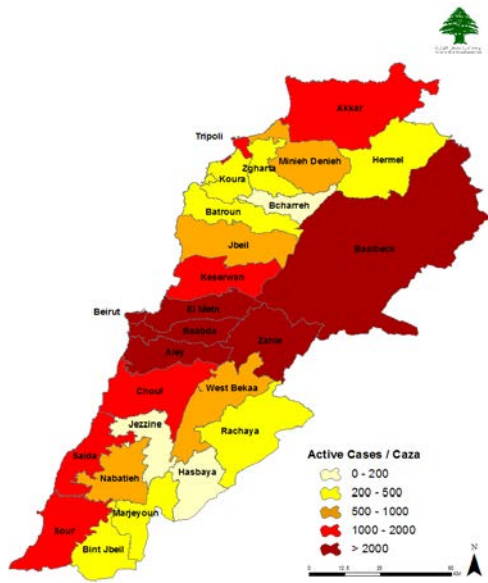 Akkar
Tripoli
Minieh Denieh
Hermel
Zgharta
Koura
Bcharreh
Batroun
Baalbeck
Jbeil
Keserwan
El Metn
Beirut
Baabda
Zahle
Aley
West Bekaa
Chouf
Jezzine
Rachaya
Saida
Hasbaya
Nabatieh
Marjeyoun
Sour
Bint Jbeil
Active Cases / Caza
0 - 200
200 - 500
500 - 1000
1000 - 2000
> 2000
N